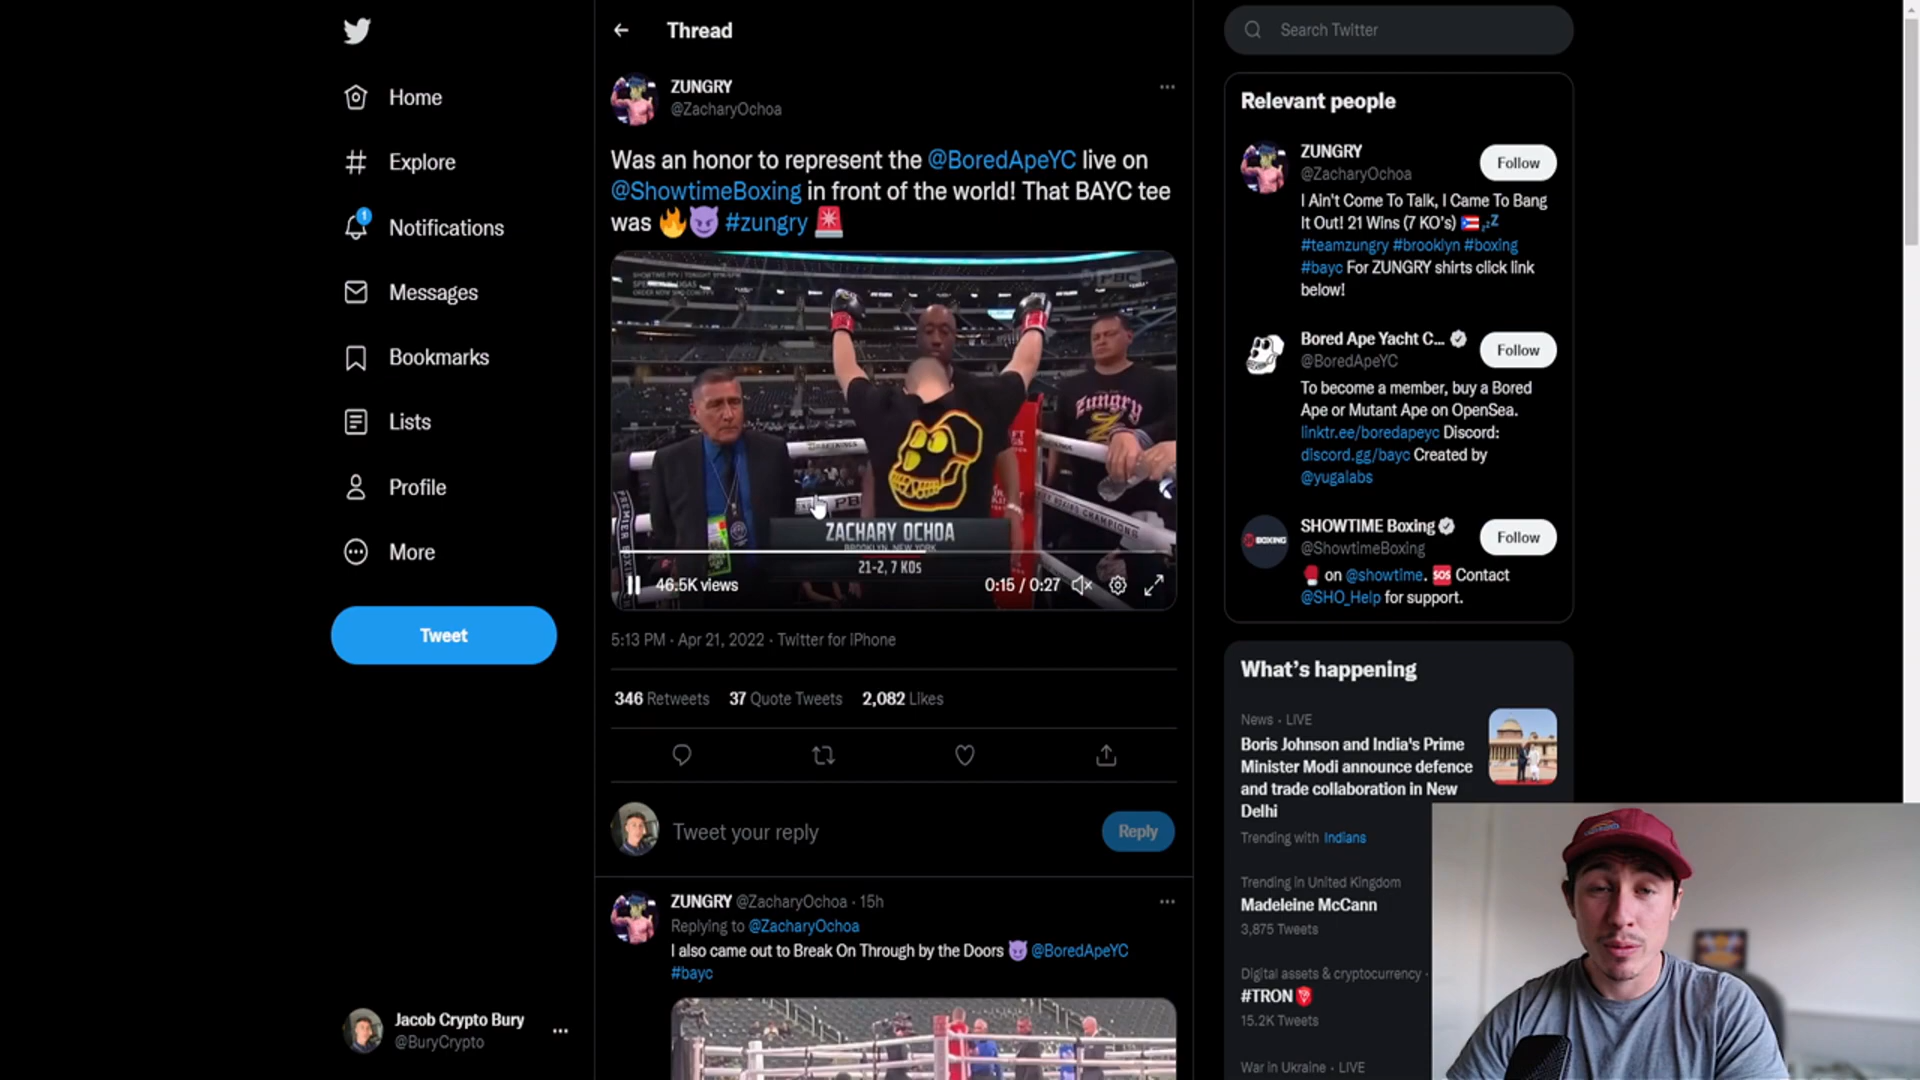 Home
Explore
1
Notifications
Messages
Bookmarks
Lists
Profile
More
Tweet
Jacob Crypto Bury
@BuryCrypto
Thread
ZUNGRY
@ZacharyOchoa
Was an honor to represent the @BoredApeYC live on
@ShowtimeBoxing in front of the world! That BAYC tee
was 🔥😈 #zungry 🚨
PBC
Zungry
ZACHARY OCHOA
BROOKLYN, NEW YORK
21-2, 7 KOs
46.5K views
0:15 / 0:27
5:13 PM · Apr 21, 2022 · Twitter for iPhone
346 Retweets 37 Quote Tweets 2,082 Likes
Tweet your reply
Reply
ZUNGRY @ZacharyOchoa · 15h
Replying to @ZacharyOchoa
I also came out to Break On Through by the Doors 😈 @BoredApeYC
#bayc
Search Twitter
Relevant people
ZUNGRY
@ZacharyOchoa
Follow
I Ain't Come To Talk, I Came To Bang
It Out! 21 Wins (7 KO's) 🇵🇷💤
#teamzungry #brooklyn #boxing
#bayc For ZUNGRY shirts click link
below!
Bored Ape Yacht C...
@BoredApeYC
Follow
To become a member, buy a Bored
Ape or Mutant Ape on OpenSea.
linktr.ee/boredapeyc Discord:
discord.gg/bayc Created by
@yugalabs
BOXING
SHOWTIME Boxing
@ShowtimeBoxing
Follow
🥊 on @showtime. 🆘 Contact
@SHO_Help for support.
What's happening
News · LIVE
Boris Johnson and India's Prime
Minister Modi announce defence
and trade collaboration in New
Delhi
Trending with Indians
Trending in United Kingdom
Madeleine McCann
3,875 Tweets
Digital assets & cryptocurrency ·
#TRON
15.2K Tweets
War in Ukraine · LIVE